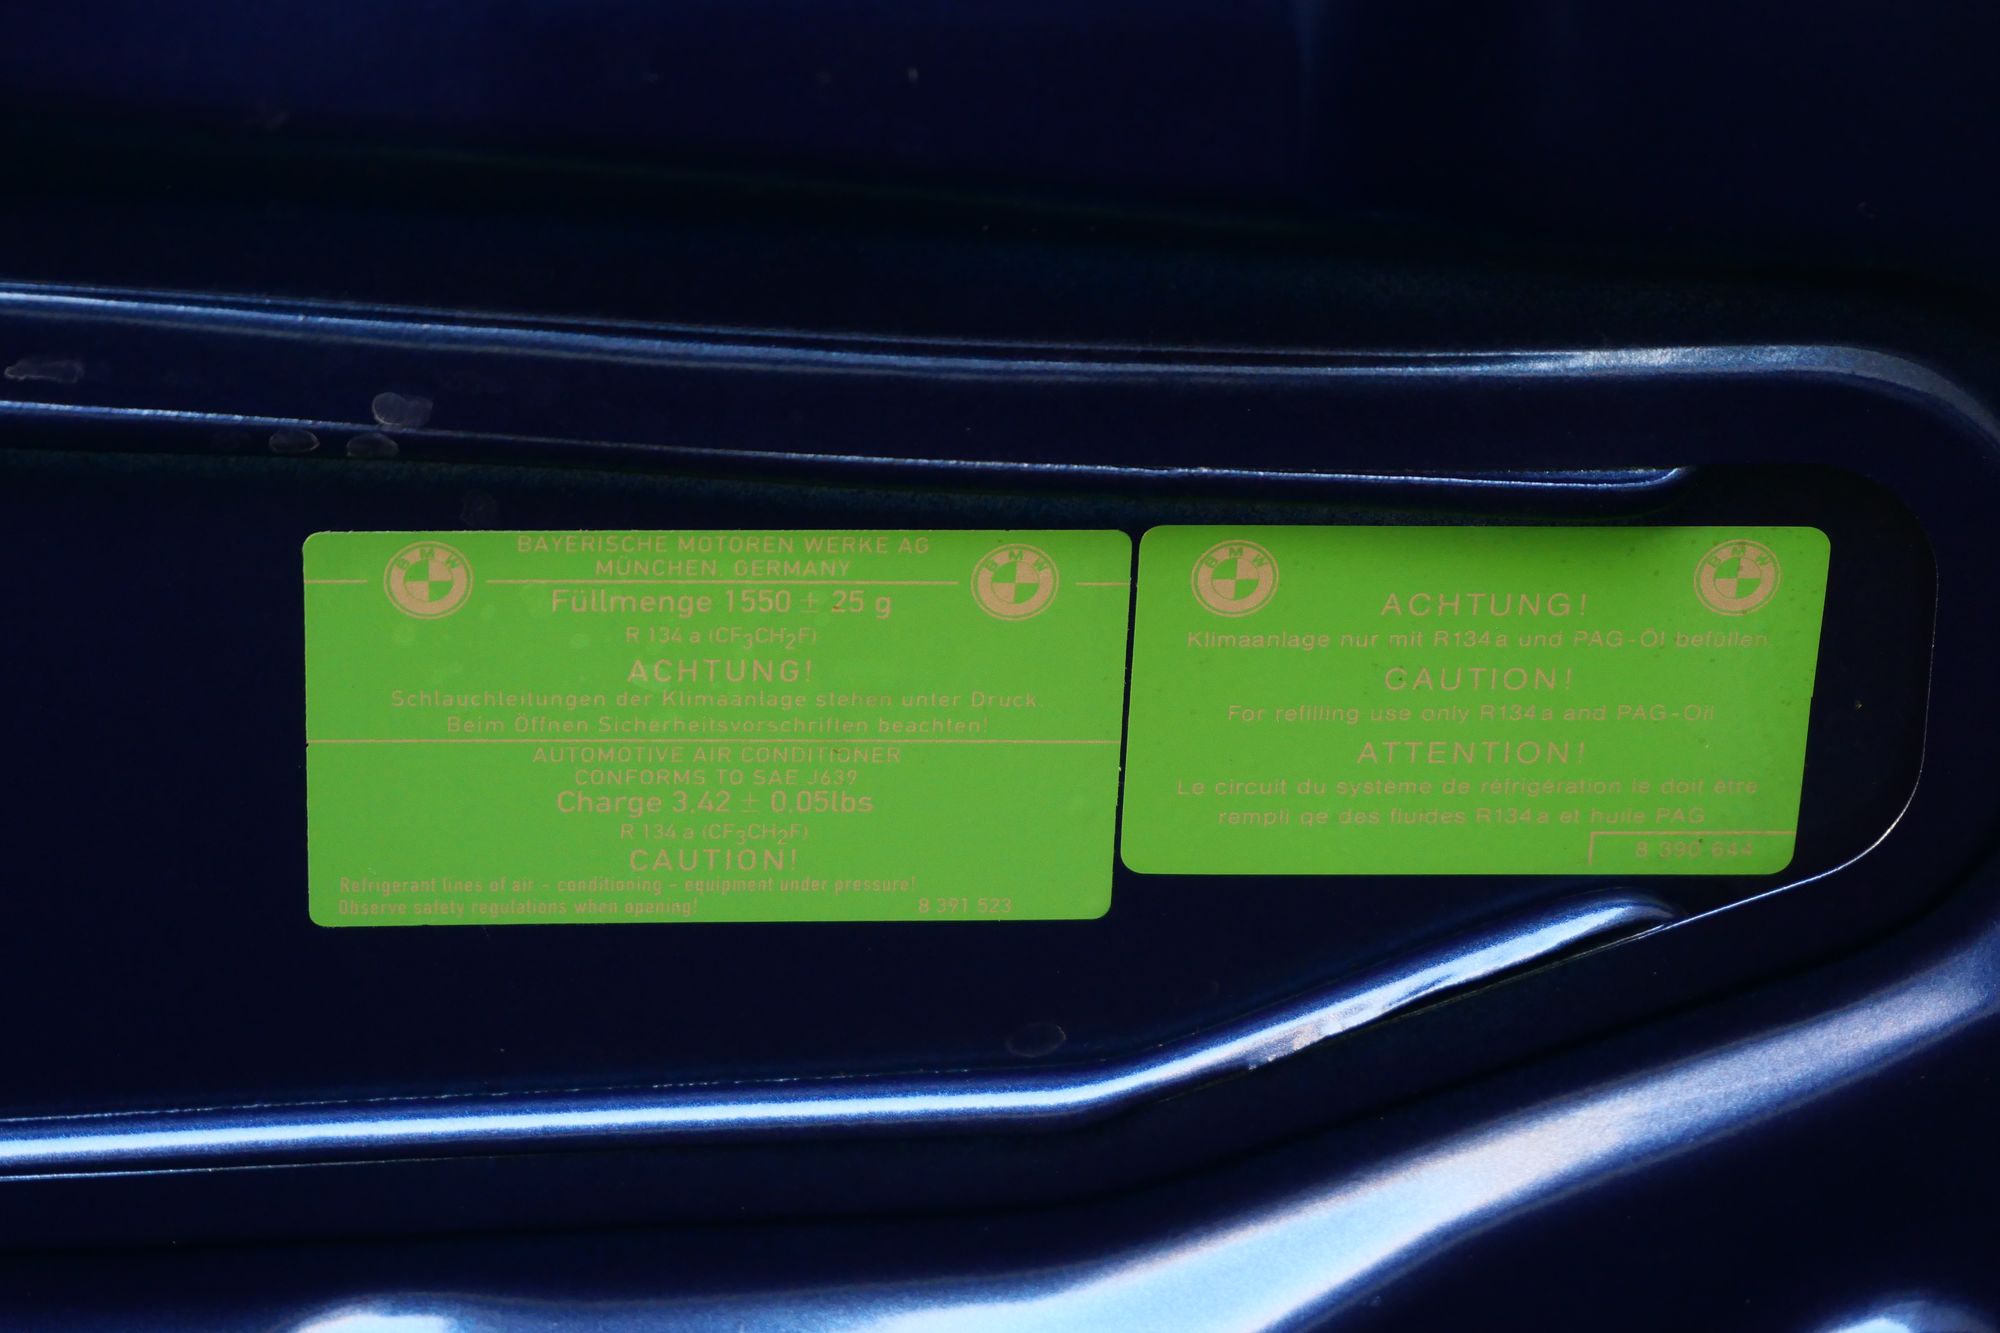 BMW
BAYERISCHE MOTOREN WERKE AG
MÜNCHEN, GERMANY
BMW
Füllmenge 1550 ± 25 g
R 134 a (CF3CH2F)
ACHTUNG!
Schlauchleitungen der Klimaanlage stehen unter Druck.
Beim Öffnen Sicherheitsvorschriften beachten!
AUTOMOTIVE AIR CONDITIONER
CONFORMS TO SAE J639
Charge 3.42 ± 0.05lbs
R 134 a (CF3CH2F)
CAUTION!
Refrigerant lines of air - conditioning - equipment under pressure!
Observe safety regulations when opening!
8 391 523
BMW
BMW
ACHTUNG!
Klimaanlage nur mit R134a und PAG-Öl befüllen
CAUTION!
For refilling use only R134a and PAG-Oil
ATTENTION!
Le circuit du système de réfrigération le doit être
rempli qe des fluides R134a et huile PAG
8 390 644